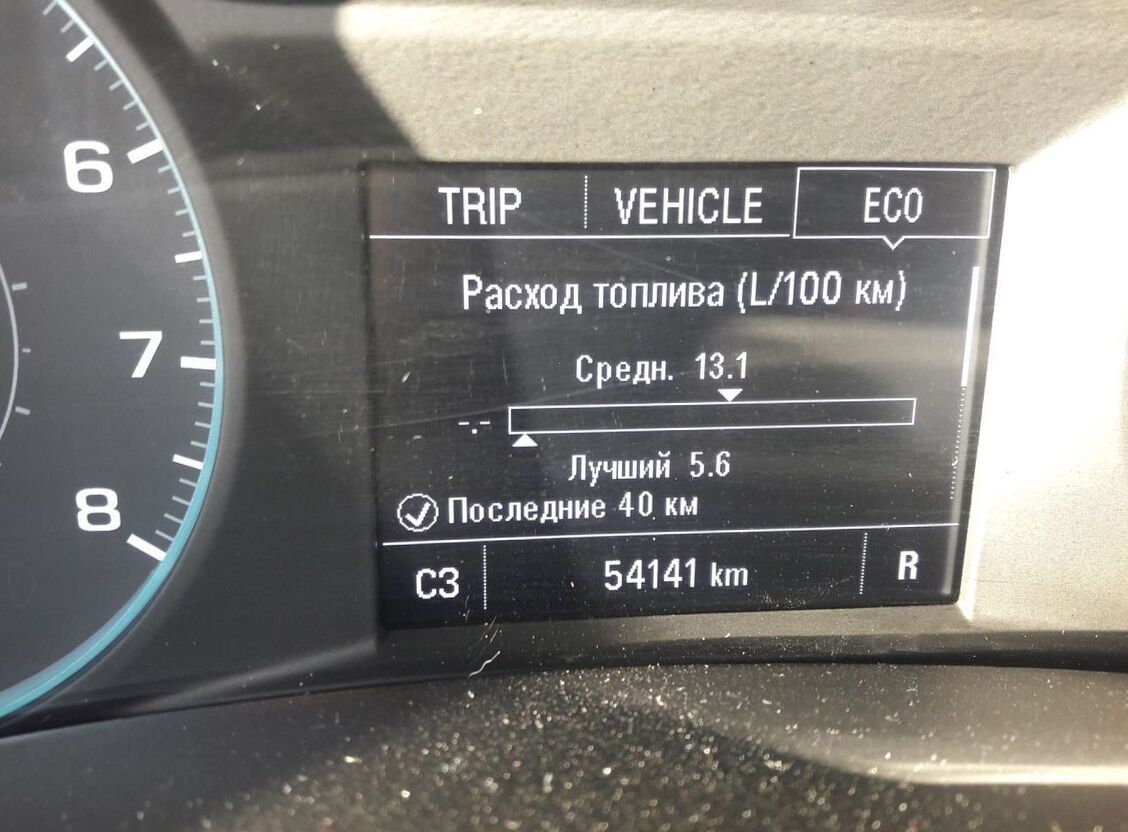 6
7
8
TRIP VEHICLE ECO
Расход топлива (L/100 км)
Средн. 13.1
-.-
Лучший 5.6
Последние 40 км
СЗ 54141 km R